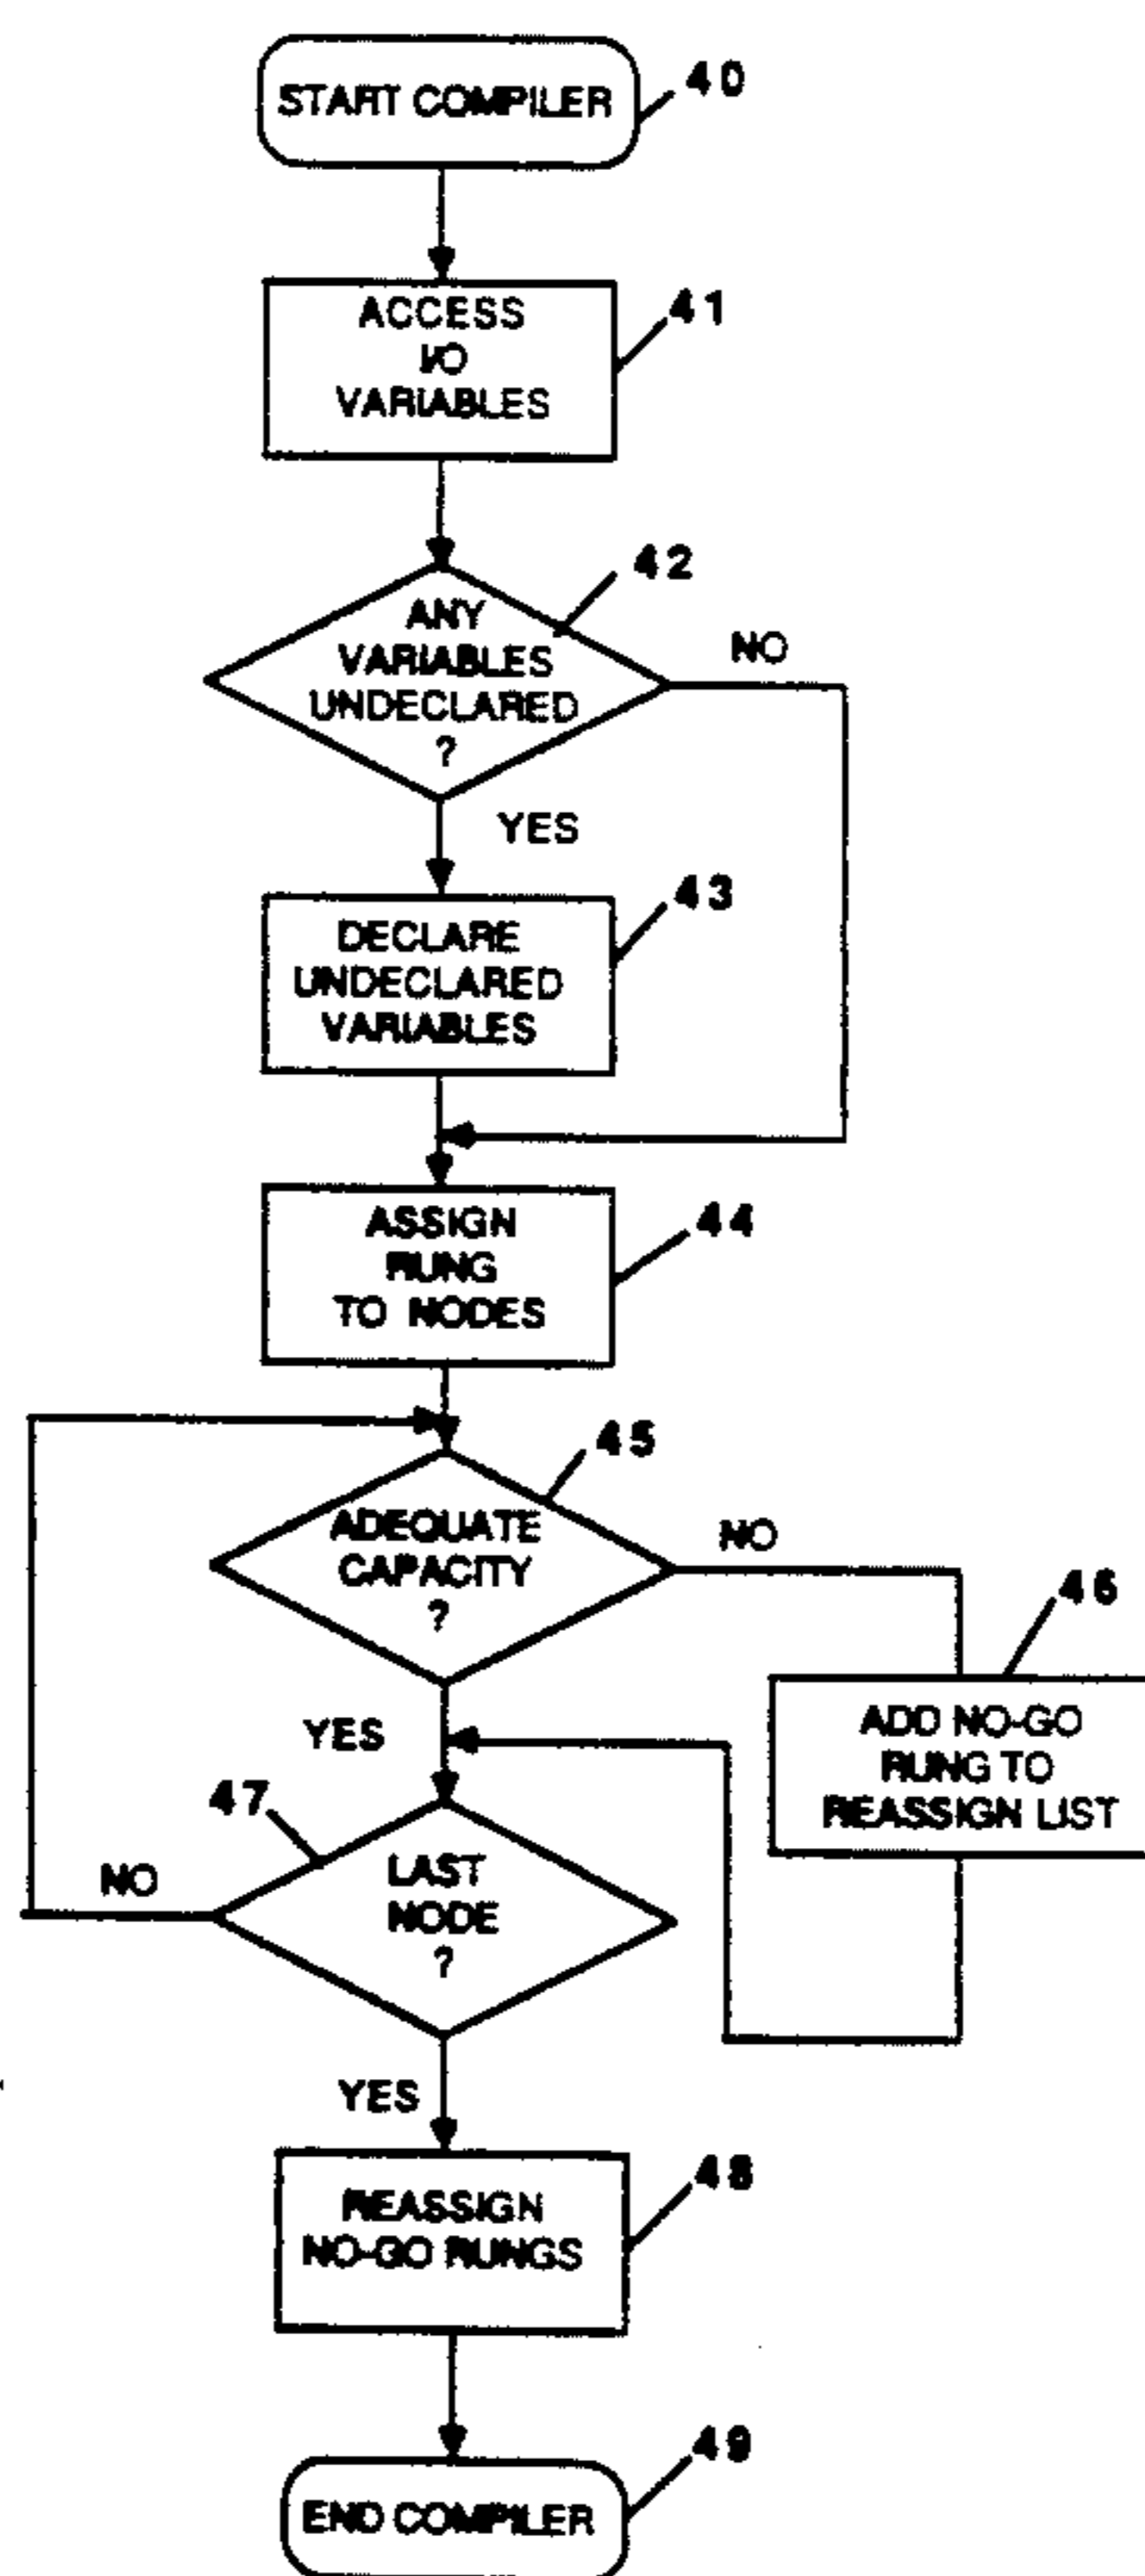 START COMPILER
40
ACCESS
I/O
VARIABLES
41
42
ANY
VARIABLES
UNDECLARED
?
NO
YES
43
DECLARE
UNDECLARED
VARIABLES
44
ASSIGN
RUNG
TO NODES
45
ADEQUATE
CAPACITY
?
NO
46
YES
ADD NO-GO
RUNG TO
REASSIGN LIST
47
LAST
NODE
?
NO
YES
48
REASSIGN
NO-GO RUNGS
49
END COMPILER